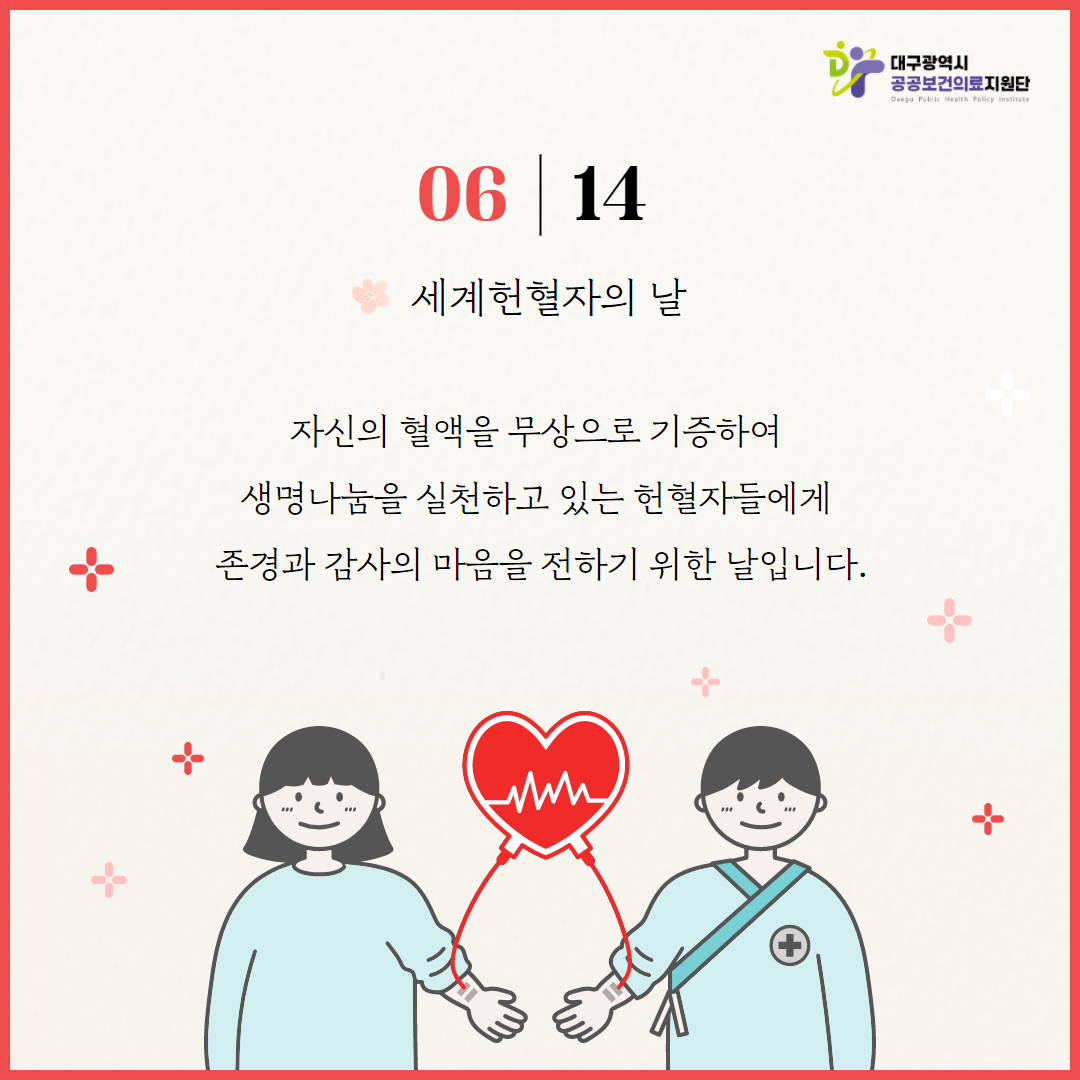 대구광역시
공공보건의료지원단
Daegu Public Health Policy Institute
06 14
세계헌혈자의 날
자신의 혈액을 무상으로 기증하여
생명나눔을 실천하고 있는 헌혈자들에게
존경과 감사의 마음을 전하기 위한 날입니다.